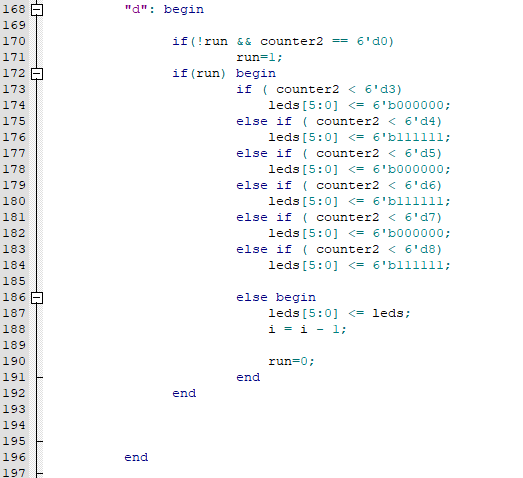 168 "d": begin
169
170 if(!run && counter2 == 6'd0)
171 run=1;
172 if(run) begin
173 if ( counter2 < 6'd3)
174 leds[5:0] <= 6'b000000;
175 else if ( counter2 < 6'd4)
176 leds[5:0] <= 6'b111111;
177 else if ( counter2 < 6'd5)
178 leds[5:0] <= 6'b000000;
179 else if ( counter2 < 6'd6)
180 leds[5:0] <= 6'b111111;
181 else if ( counter2 < 6'd7)
182 leds[5:0] <= 6'b000000;
183 else if ( counter2 < 6'd8)
184 leds[5:0] <= 6'b111111;
185
186 else begin
187 leds[5:0] <= leds;
188 i = i - 1;
189
190 run=0;
191 end
192 end
193
194
195
196 end
197